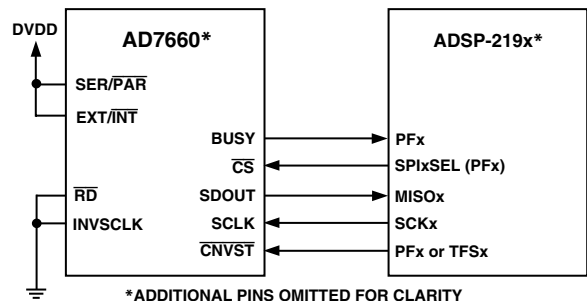 DVDD
AD7660*
ADSP-219x*
SER/PAR
EXT/INT
BUSY
PFx
CS
SPIxSEL (PFx)
RD
SDOUT
MISOx
INVSCLK
SCLK
SCKx
CNVST
PFx or TFSx
*ADDITIONAL PINS OMITTED FOR CLARITY